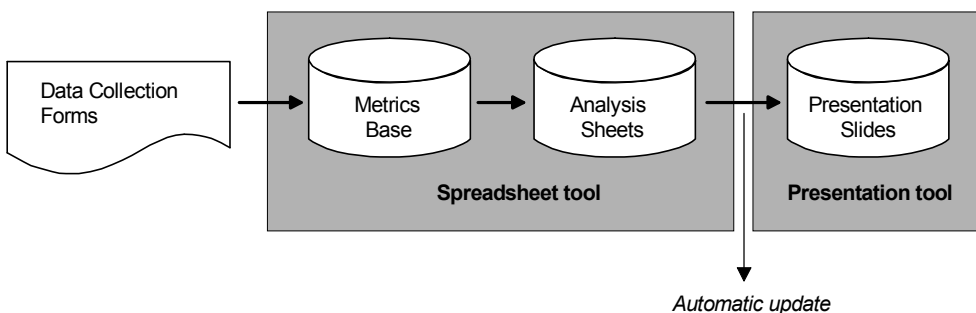 Data Collection
Forms
Metrics
Base
Analysis
Sheets
Presentation
Slides
Spreadsheet tool
Presentation tool
Automatic update